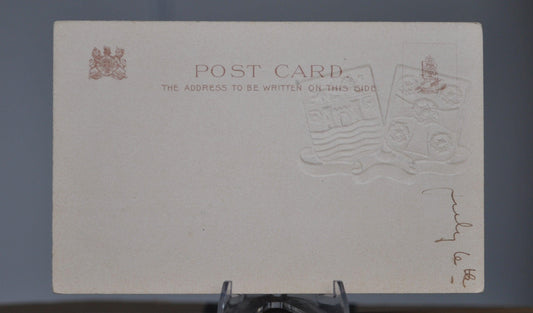 POST CARD.
THE ADDRESS TO BE WRITTEN ON THIS SIDE